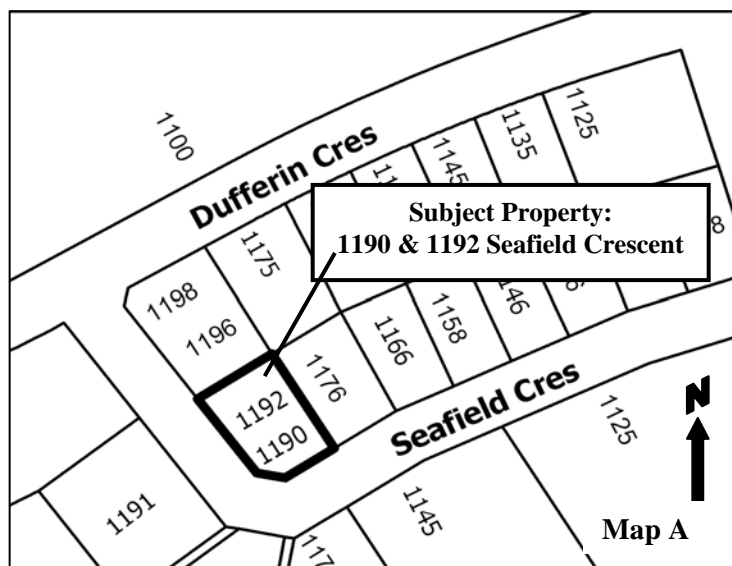 1100
Dufferin Cres
1125
1135
1145
Subject Property:
1190 & 1192 Seafield Crescent
1175
1198
1196
1158
1166
1176
1192
1190
Seafield Cres
1125
N
1191
1145
Map A